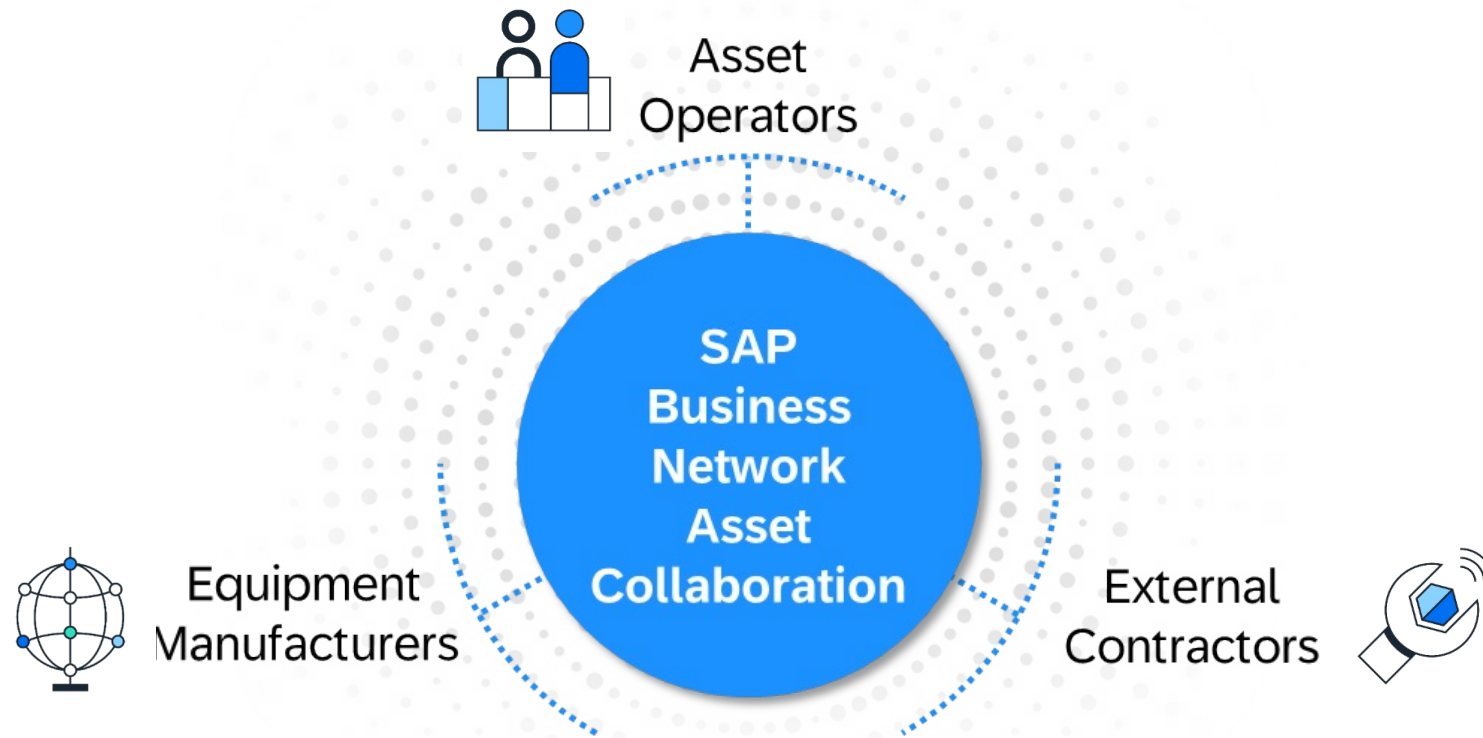 Asset
Operators
SAP
Business
Network
Asset
Collaboration
Equipment
Manufacturers
External
Contractors